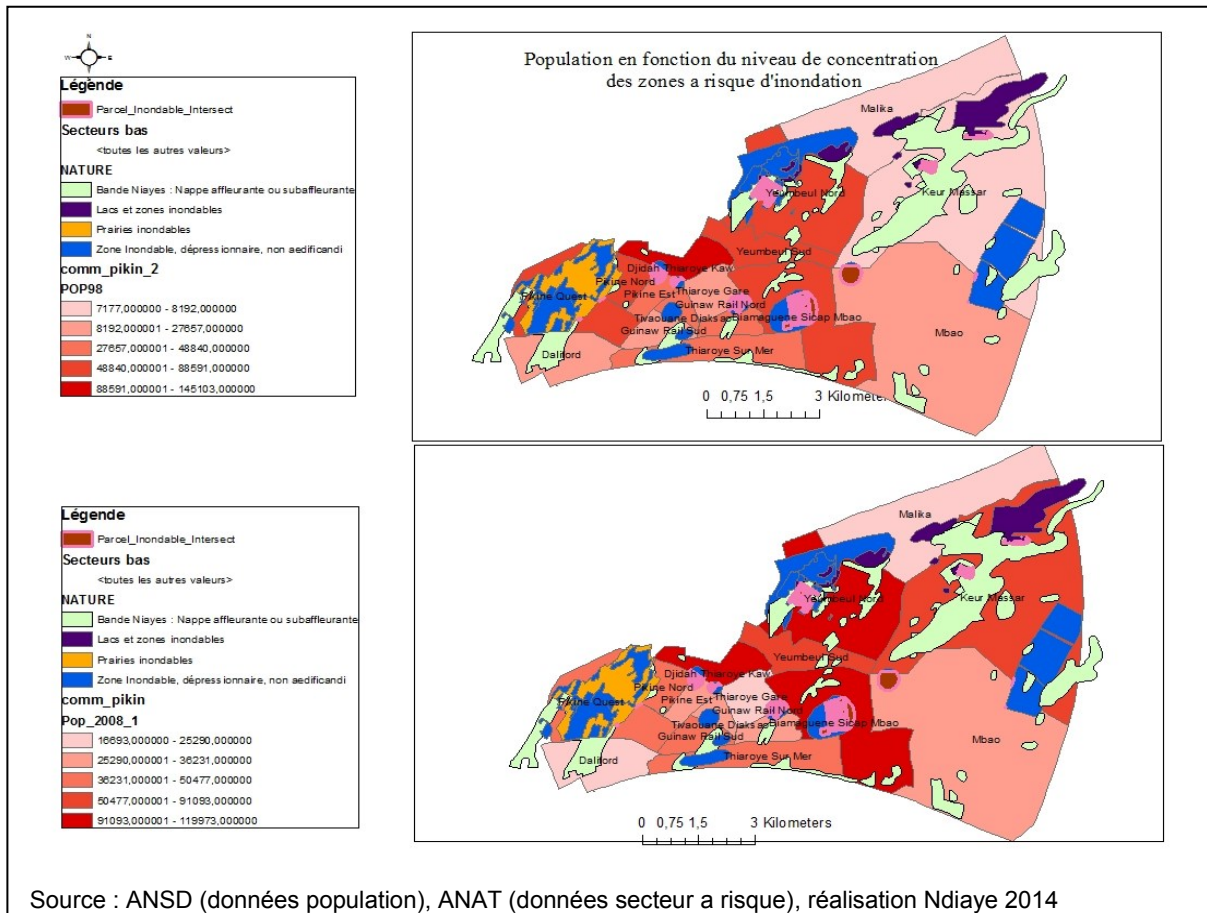 N
W E
S
Légende
Parcel_Inondable_Intersect
Secteurs bas
<toutes les autres valeurs>
NATURE
Bande Niayes : Nappe affleurante ou subaffleurante
Lacs et zones inondables
Prairies inondables
Zone Inondable, dépressionnaire, non aedificandi
comm_pikin_2
POP98
7177,000000 - 8192,000000
8192,000001 - 27657,000000
27657,000001 - 48840,000000
48840,000001 - 88591,000000
88591,000001 - 145103,000000
Population en fonction du niveau de concentration
des zones a risque d'inondation
Malika
Yeumbeul Nord
Keur Massar
Yeumbeul Sud
Djidah Thiaroye Kaw
Pikine Nord
Pikine Quest
Pikine Est
Thiaroye Gare
Guinaw Rail Nord
Tivaouane Diaksao
Diamaguene Sicap Mbao
Guinaw Rail Sud
Mbao
Daliford
Thiaroye Sur Mer
0 0,75 1,5 3 Kilometers
Légende
Parcel_Inondable_Intersect
Secteurs bas
<toutes les autres valeurs>
NATURE
Bande Niayes : Nappe affleurante ou subaffleurante
Lacs et zones inondables
Prairies inondables
Zone Inondable, dépressionnaire, non aedificandi
comm_pikin
Pop_2008_1
16693,000000 - 25290,000000
25290,000001 - 36231,000000
36231,000001 - 50477,000000
50477,000001 - 91093,000000
91093,000001 - 119973,000000
Malika
Yeumbeul Nord
Keur Massar
Yeumbeul Sud
Djidah Thiaroye Kaw
Pikine Nord
Pikine Quest
Pikine Est
Thiaroye Gare
Guinaw Rail Nord
Tivaouane Diaksao
Diamaguene Sicap Mbao
Guinaw Rail Sud
Mbao
Daliford
Thiaroye Sur Mer
0 0,75 1,5 3 Kilometers
Source : ANSD (données population), ANAT (données secteur a risque), réalisation Ndiaye 2014